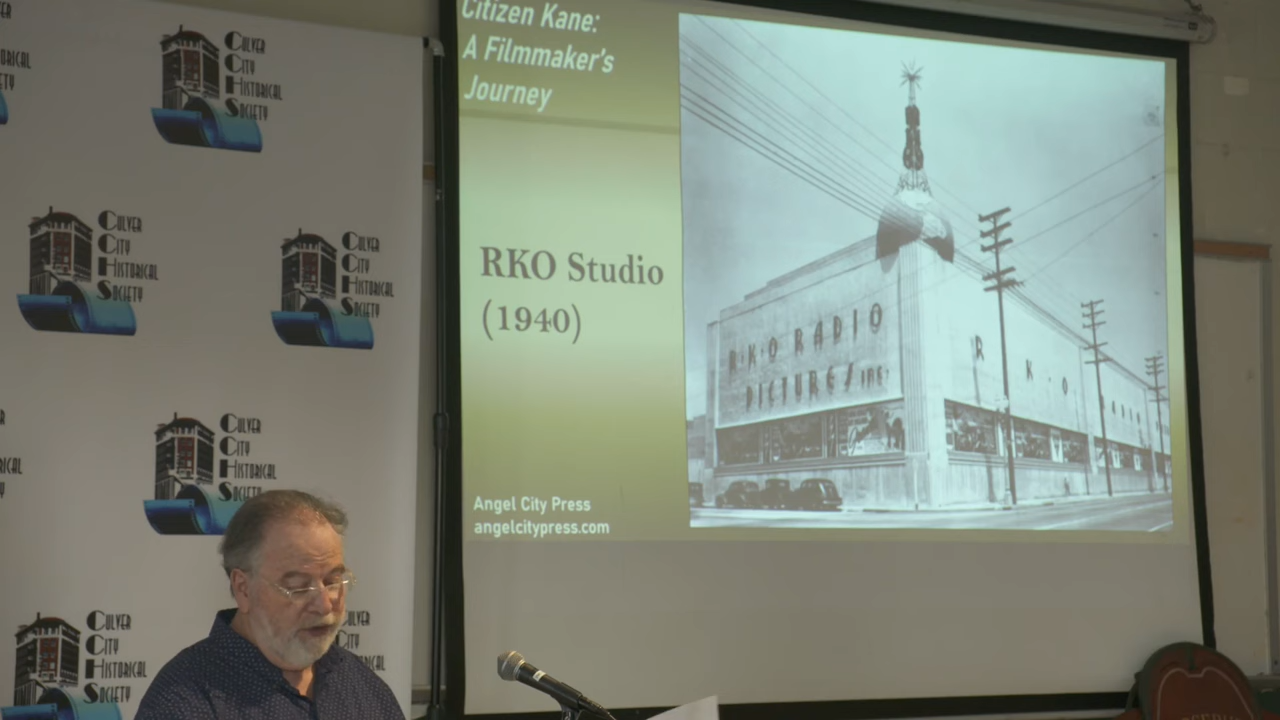 CULVER
CITY
HISTORICAL
SOCIETY
CULVER
CITY
HISTORICAL
SOCIETY
CULVER
CITY
HISTORICAL
SOCIETY
CULVER
CITY
HISTORICAL
SOCIETY
CULVER
CITY
HISTORICAL
SOCIETY
Citizen Kane:
A Filmmaker's
Journey
RKO Studio
(1940)
R·K·O RADIO
PICTURES INC.
R K O RADIO
Angel City Press
angelcitypress.com